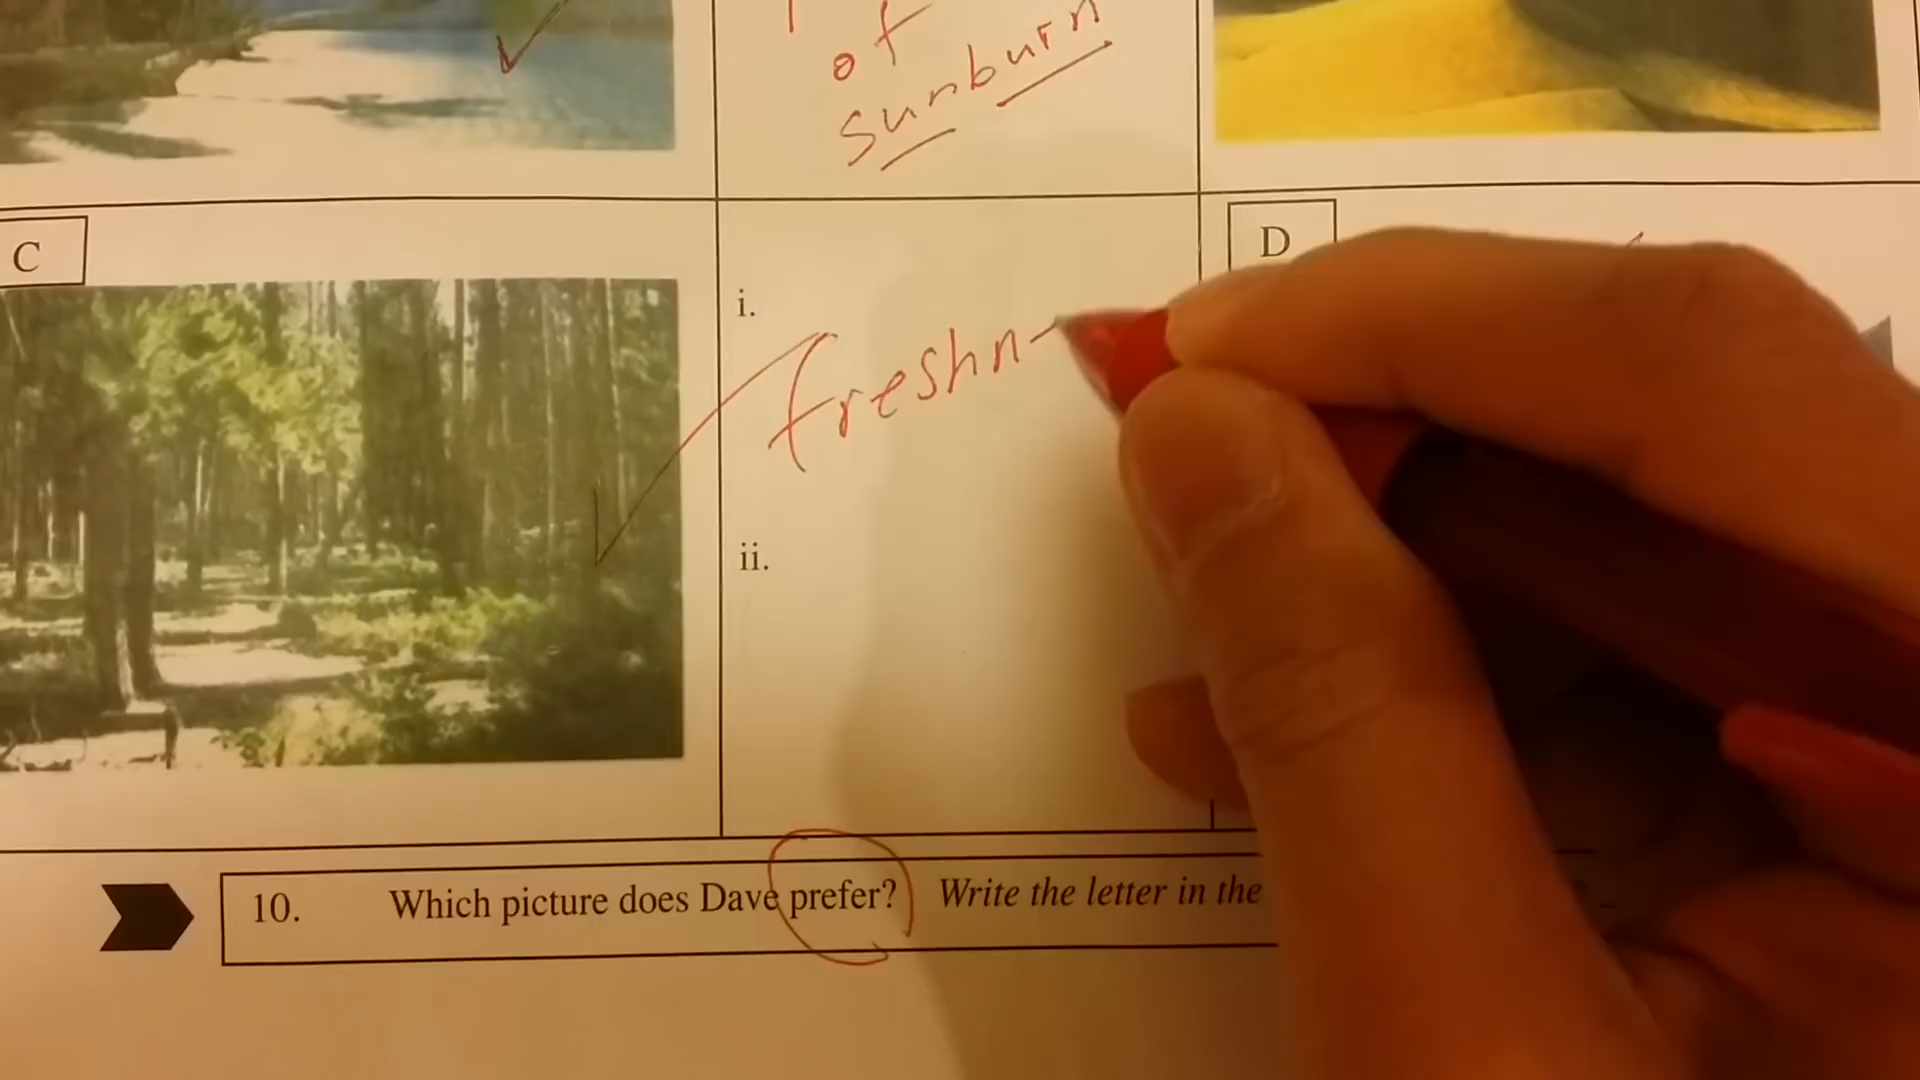 of
sunburn
C
D
i.
freshn
ii.
10. Which picture does Dave prefer? Write the letter in the